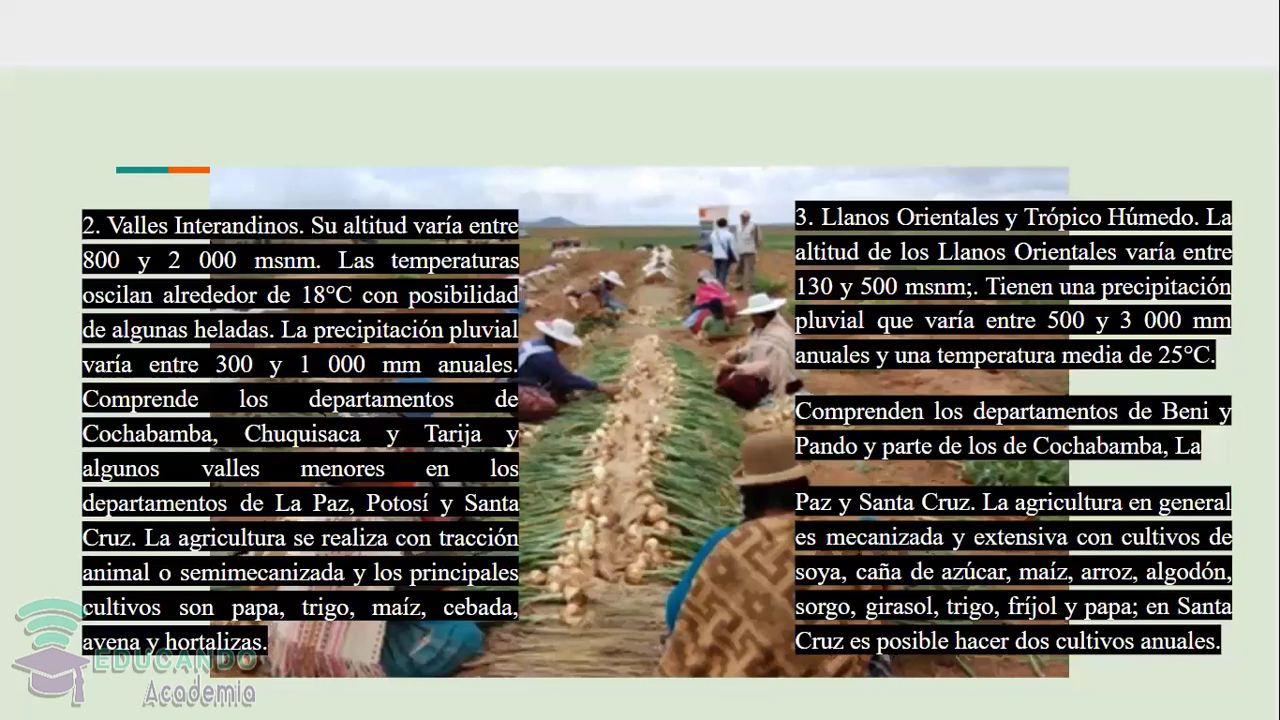 2. Valles Interandinos. Su altitud varía entre
800 y 2 000 msnm. Las temperaturas
oscilan alrededor de 18°C con posibilidad
de algunas heladas. La precipitación pluvial
varía entre 300 y 1 000 mm anuales.
Comprende los departamentos de
Cochabamba, Chuquisaca y Tarija y
algunos valles menores en los
departamentos de La Paz, Potosí y Santa
Cruz. La agricultura se realiza con tracción
animal o semimecanizada y los principales
cultivos son papa, trigo, maíz, cebada,
avena y hortalizas.
3. Llanos Orientales y Trópico Húmedo. La
altitud de los Llanos Orientales varía entre
130 y 500 msnm;. Tienen una precipitación
pluvial que varía entre 500 y 3 000 mm
anuales y una temperatura media de 25°C.
Comprenden los departamentos de Beni y
Pando y parte de los de Cochabamba, La
Paz y Santa Cruz. La agricultura en general
es mecanizada y extensiva con cultivos de
soya, caña de azúcar, maíz, arroz, algodón,
sorgo, girasol, trigo, fríjol y papa; en Santa
Cruz es posible hacer dos cultivos anuales.
EDUCANDO
Academia